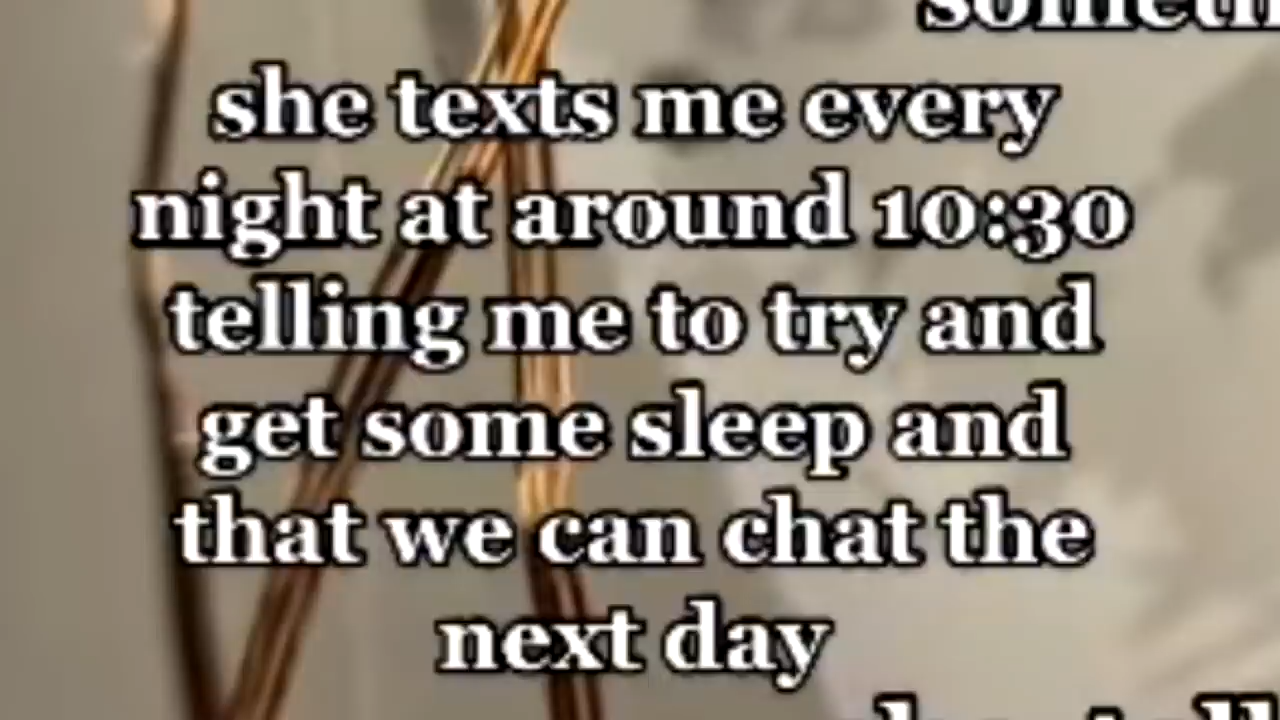 she texts me every
night at around 10:30
telling me to try and
get some sleep and
that we can chat the
next day